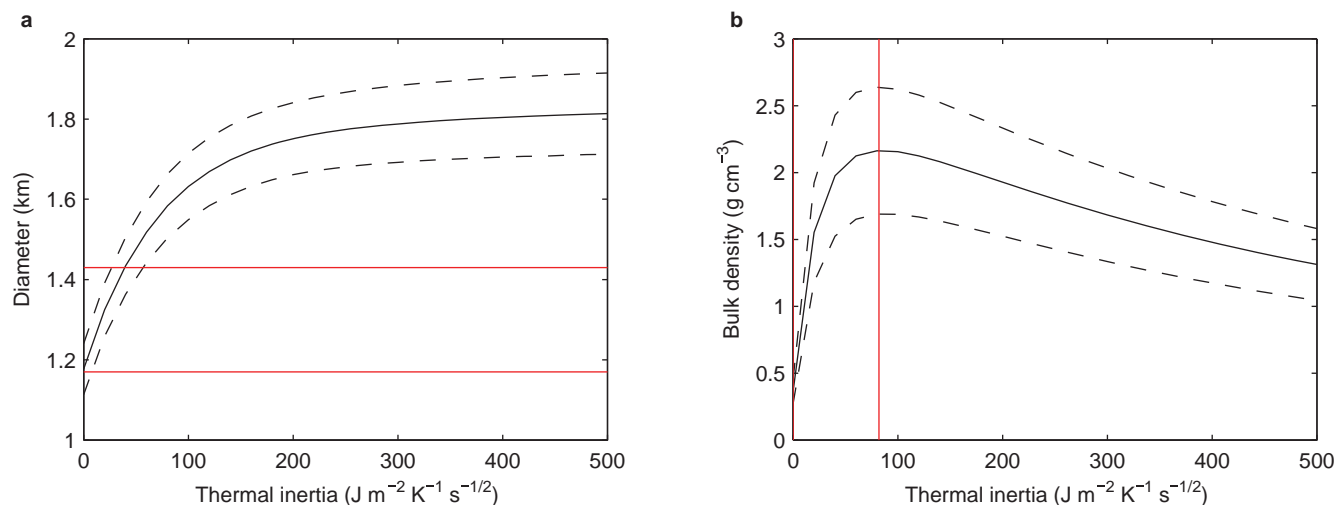 a
Diameter (km)
2
1.8
1.6
1.4
1.2
1
0 100 200 300 400 500
Thermal inertia (J m⁻² K⁻¹ s⁻¹/²)
b
Bulk density (g cm⁻³)
3
2.5
2
1.5
1
0.5
0
0 100 200 300 400 500
Thermal inertia (J m⁻² K⁻¹ s⁻¹/²)